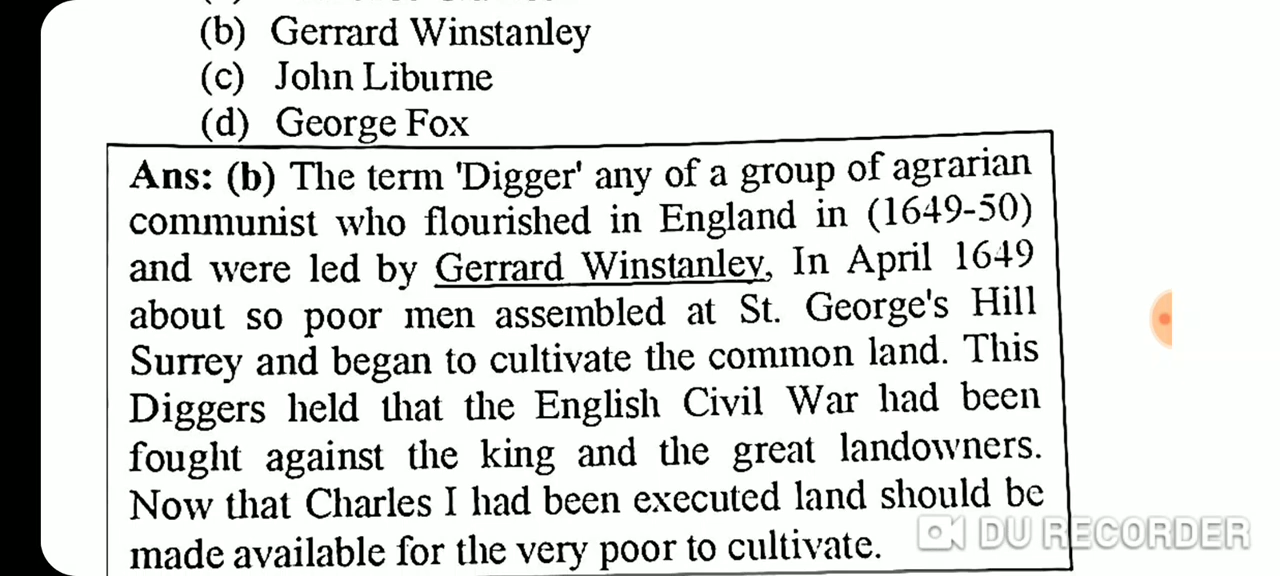 (b) Gerrard Winstanley
(c) John Liburne
(d) George Fox
Ans: (b) The term 'Digger' any of a group of agrarian
communist who flourished in England in (1649-50)
and were led by Gerrard Winstanley, In April 1649
about so poor men assembled at St. George's Hill
Surrey and began to cultivate the common land. This
Diggers held that the English Civil War had been
fought against the king and the great landowners.
Now that Charles I had been executed land should be
made available for the very poor to cultivate.
DU RECORDER